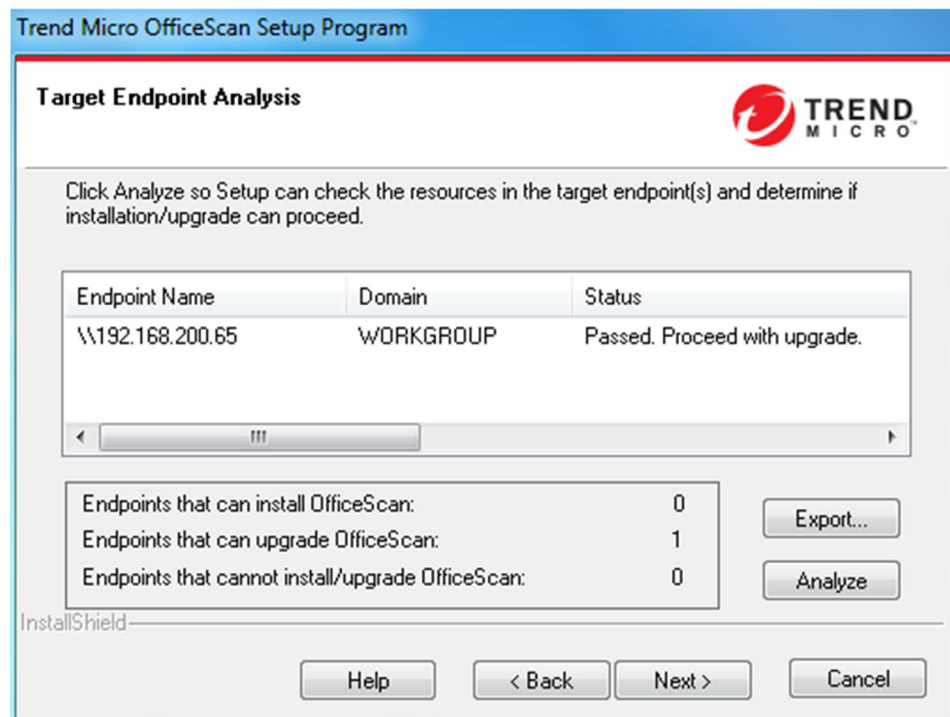 Trend Micro OfficeScan Setup Program
Target Endpoint Analysis
TREND
MICRO
Click Analyze so Setup can check the resources in the target endpoint(s) and determine if
installation/upgrade can proceed.
Endpoint Name Domain Status
\\192.168.200.65 WORKGROUP Passed. Proceed with upgrade.
Endpoints that can install OfficeScan: 0
Endpoints that can upgrade OfficeScan: 1
Endpoints that cannot install/upgrade OfficeScan: 0
Export...
Analyze
InstallShield
Help < Back Next > Cancel